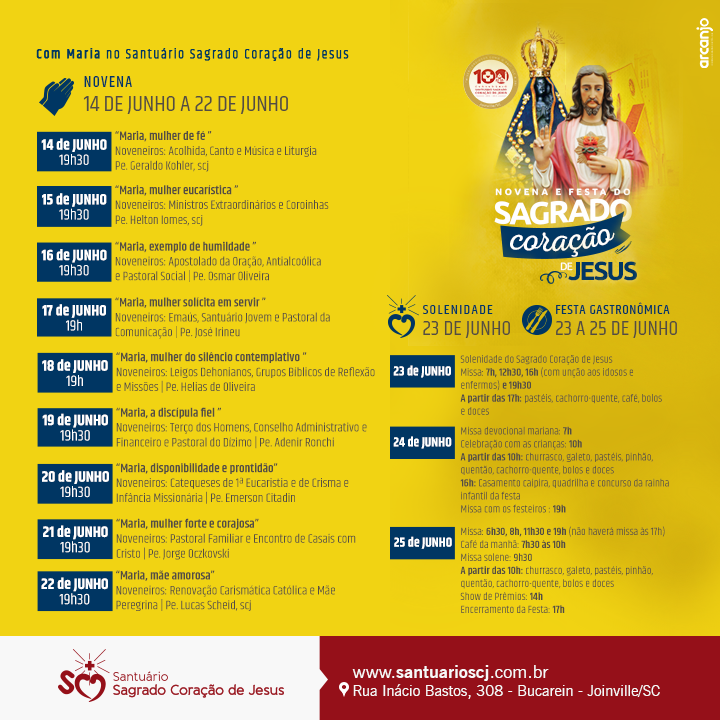 Com Maria no Santuário Sagrado Coração de Jesus
NOVENA
14 DE JUNHO A 22 DE JUNHO
14 de JUNHO
19h30
"Maria, mulher de fé "
Noveneiros: Acolhida, Canto e Música e Liturgia
Pe. Geraldo Kohler, scj
15 de JUNHO
19h30
"Maria, mulher eucarística "
Noveneiros: Ministros Extraordinários e Coroinhas
Pe. Helton Iomes, scj
16 de JUNHO
19h30
"Maria, exemplo de humildade "
Noveneiros: Apostolado da Oração, Antialcoólica
e Pastoral Social | Pe. Osmar Oliveira
17 de JUNHO
19h
"Maria, mulher solicita em servir "
Noveneiros: Emaús, Santuário Jovem e Pastoral da
Comunicação | Pe. José Irineu
18 de JUNHO
19h
"Maria, mulher do silêncio contemplativo "
Noveneiros: Leigos Dehonianos, Grupos Bíblicos de Reflexão
e Missões | Pe. Helias de Oliveira
19 de JUNHO
19h30
"Maria, a discípula fiel "
Noveneiros: Terço dos Homens, Conselho Administrativo e
Financeiro e Pastoral do Dízimo | Pe. Adenir Ronchi
20 de JUNHO
19h30
"Maria, disponibilidade e prontidão"
Noveneiros: Catequeses de 1ª Eucaristia e de Crisma e
Infância Missionária | Pe. Emerson Citadin
21 de JUNHO
19h30
"Maria, mulher forte e corajosa"
Noveneiros: Pastoral Familiar e Encontro de Casais com
Cristo | Pe. Jorge Oczkovski
22 de JUNHO
19h30
"Maria, mãe amorosa"
Noveneiros: Renovação Carismática Católica e Mãe
Peregrina | Pe. Lucas Scheid, scj
arcanjo
100
NOVENA E FESTA DO
SAGRADO
coração
DE JESUS
SOLENIDADE
23 DE JUNHO
FESTA GASTRONÔMICA
23 A 25 DE JUNHO
23 de JUNHO
Solenidade do Sagrado Coração de Jesus
Missa: 7h, 12h30, 16h (com unção aos idosos e
enfermos) e 19h30
A partir das 17h: pastéis, cachorro-quente, café, bolos
e doces
24 de JUNHO
Missa devocional mariana: 7h
Celebração com as crianças: 10h
A partir das 10h: churrasco, galeto, pastéis, pinhão,
quentão, cachorro-quente, bolos e doces
16h: Casamento caipira, quadrilha e concurso da rainha
infantil da festa
Missa com os festeiros : 19h
25 de JUNHO
Missa: 6h30, 8h, 11h30 e 19h (não haverá missa às 17h)
Café da manhã: 7h30 às 10h
Missa solene: 9h30
A partir das 10h: churrasco, galeto, pastéis, pinhão,
quentão, cachorro-quente, bolos e doces
Show de Prêmios: 14h
Encerramento da Festa: 17h
Santuário
Sagrado Coração de Jesus
www.santuarioscj.com.br
Rua Inácio Bastos, 308 - Bucarein - Joinville/SC